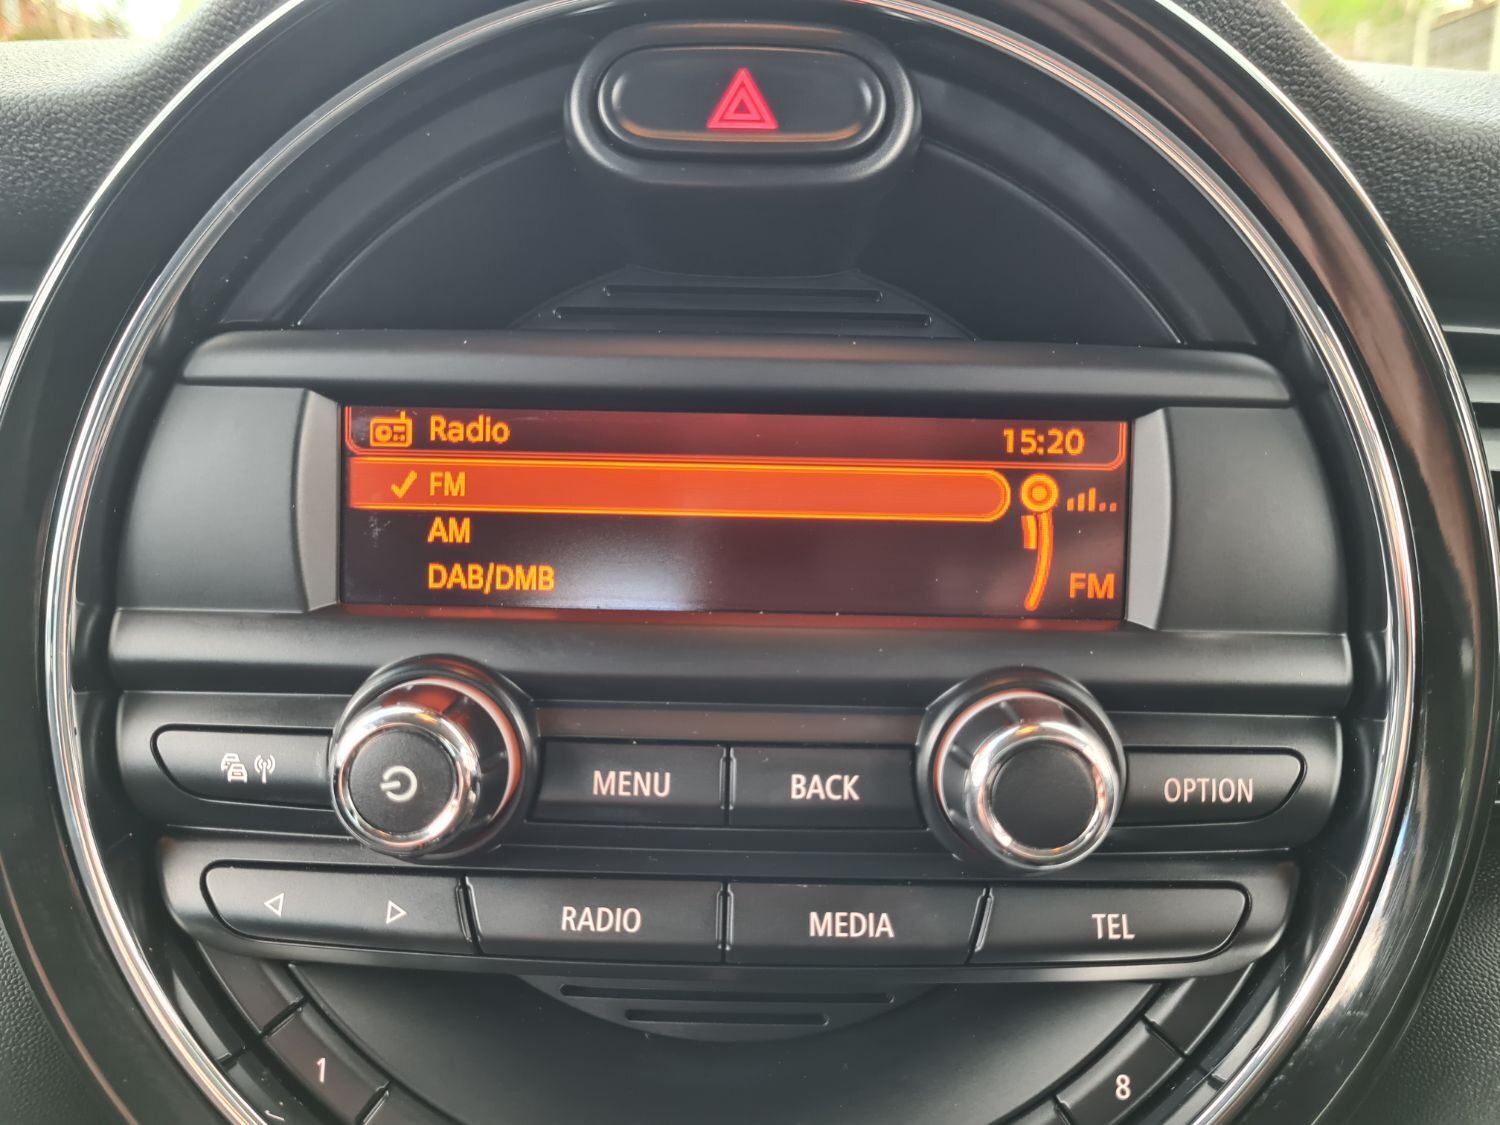 Radio 15:20
FM
AM
DAB/DMB FM
MENU BACK OPTION
RADIO MEDIA TEL
1 8